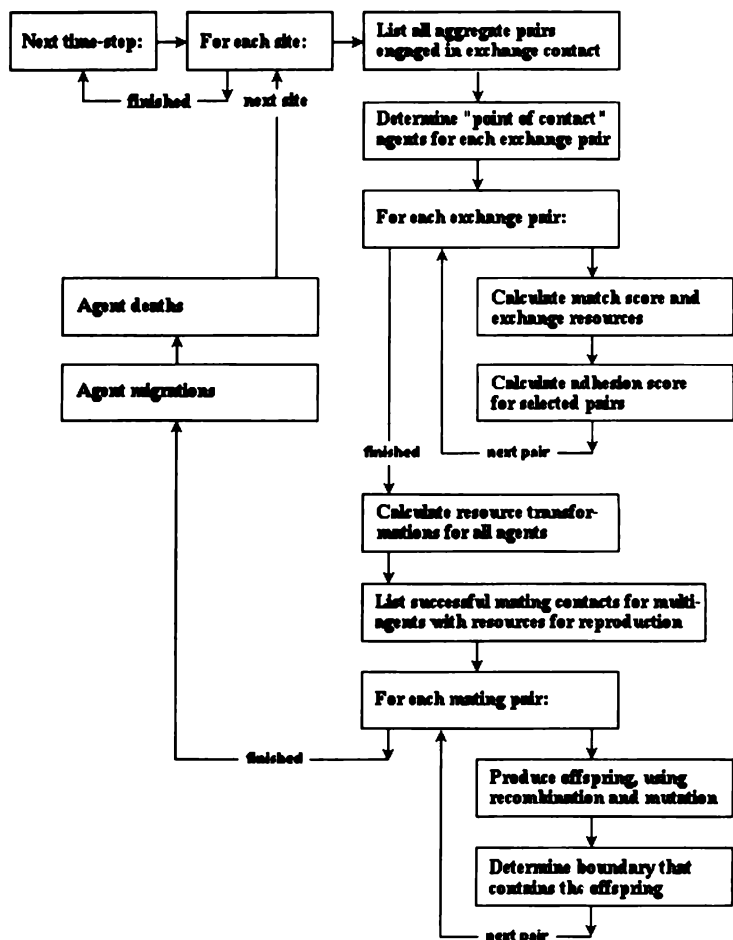 Next time-step:
For each site:
List all aggregate pairs
engaged in exchange contact
finished
next site
Determine "point of contact"
agents for each exchange pair
For each exchange pair:
Calculate match score and
exchange resources
Agent deaths
Calculate adhesion score
for selected pairs
Agent migrations
next pair
finished
Calculate resource transfor-
mations for all agents
List successful mating contacts for multi-
agents with resources for reproduction
For each mating pair:
finished
Produce offspring, using
recombination and mutation
Determine boundary that
contains the offspring
next pair